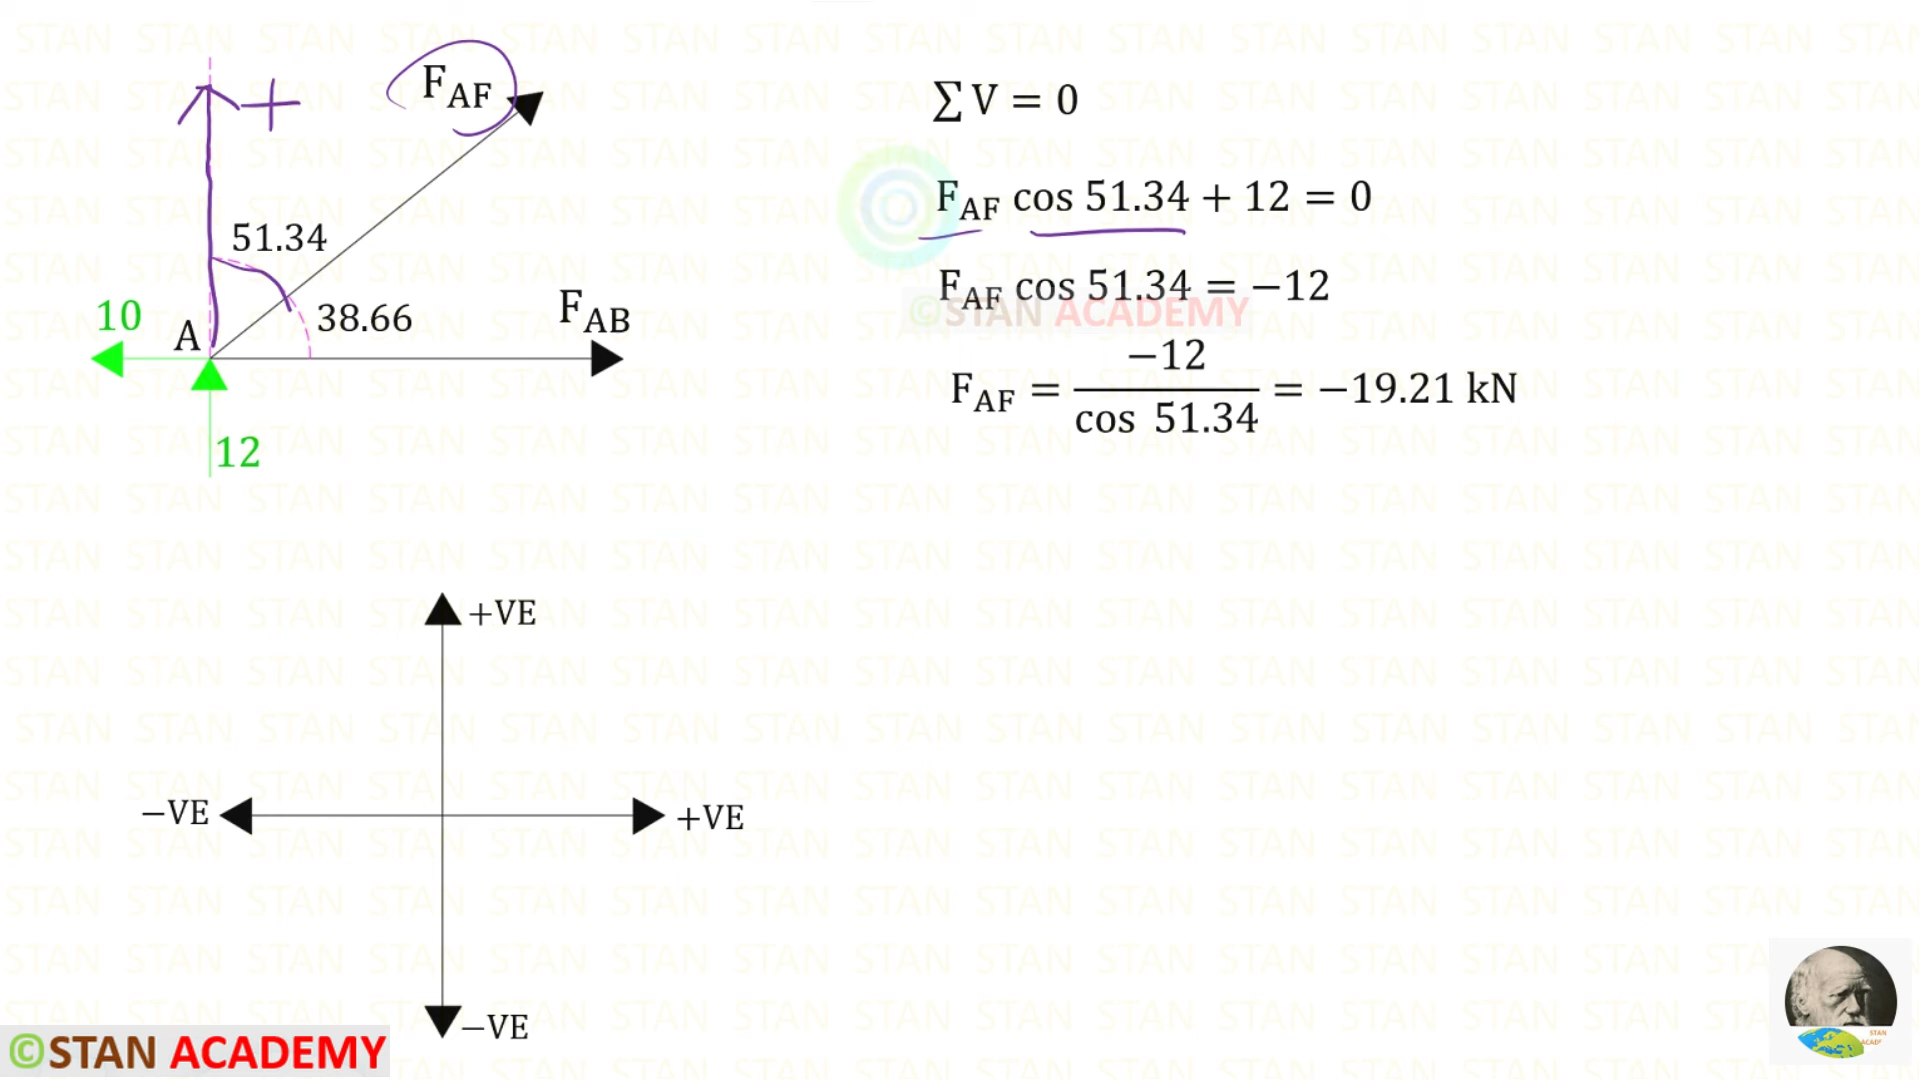 +
F_AF
51.34
38.66
F_AB
10
A
12
∑ V = 0
F_AF cos 51.34 + 12 = 0
F_AF cos 51.34 = −12
F_AF = −12 / cos 51.34 = −19.21 kN
+VE
−VE
+VE
−VE
©STAN ACADEMY
©STAN ACADEMY
STAN